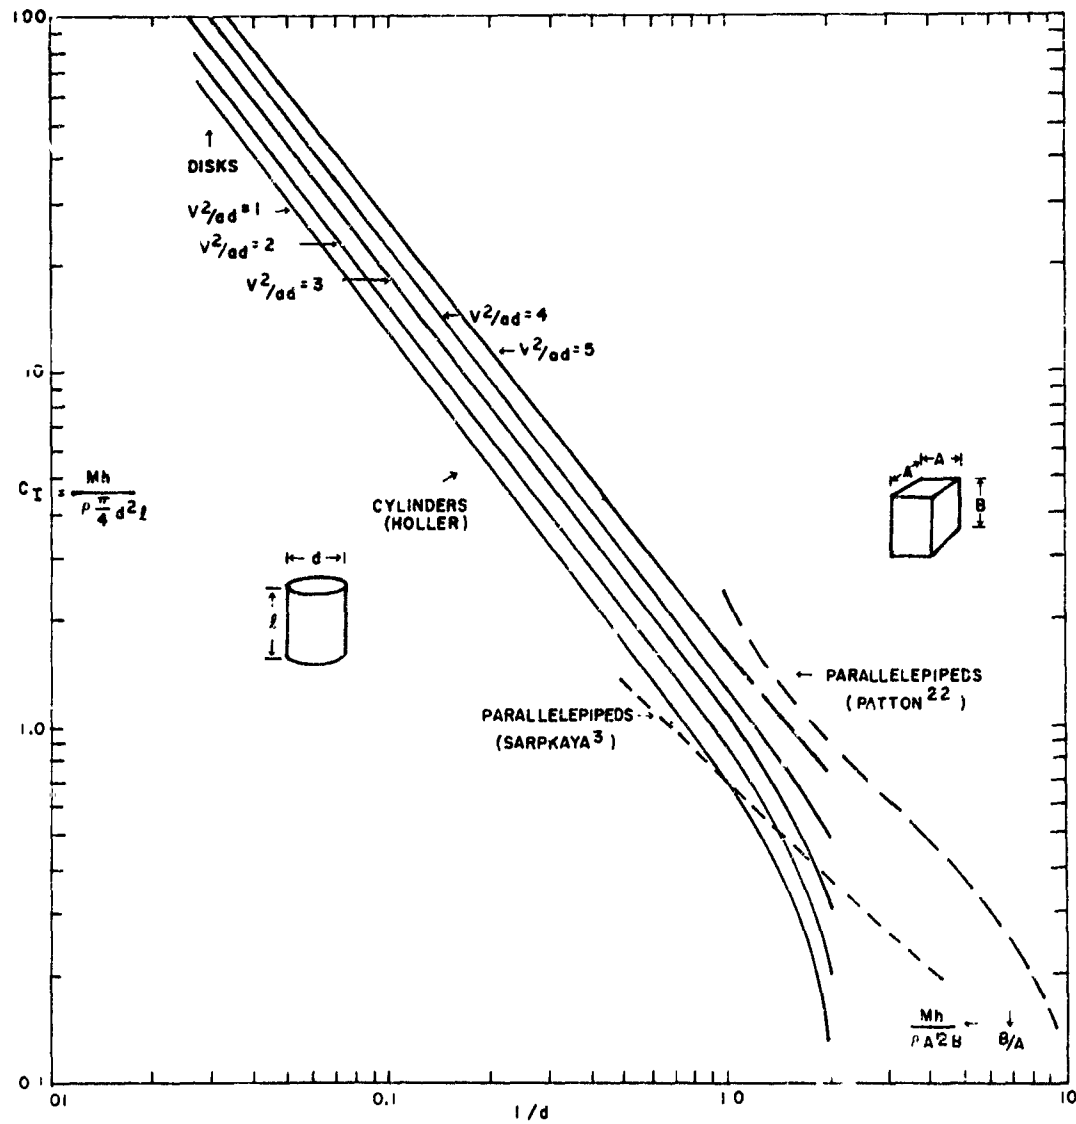 100
DISKS
V²/ad = 1
V²/ad = 2
V²/ad = 3
V²/ad = 4
V²/ad = 5
10
C_I = Mh / ρ π/4 d²ℓ
CYLINDERS
(HOLLER)
A
A
B
d
ℓ
PARALLELEPIPEDS
(PATTON²²)
1.0
PARALLELEPIPEDS
(SARPKAYA³)
Mh / ρA²B
B/A
0.1
.01
0.1
1.0
10
l/d